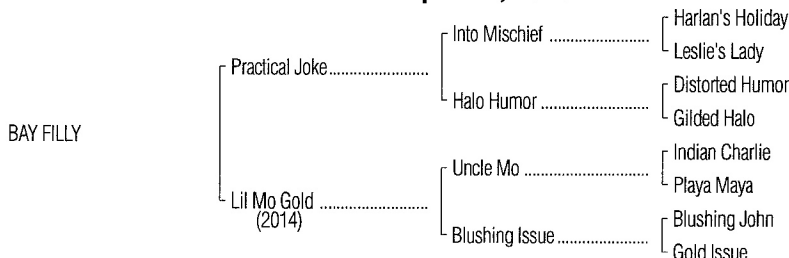 Harlan's Holiday
Into Mischief ........................
Leslie's Lady
Practical Joke........................
Distorted Humor
Halo Humor ........................
Gilded Halo
BAY FILLY
Indian Charlie
Uncle Mo ........................
Playa Maya
Lil Mo Gold ........................
(2014)
Blushing John
Blushing Issue........................
Gold Issue